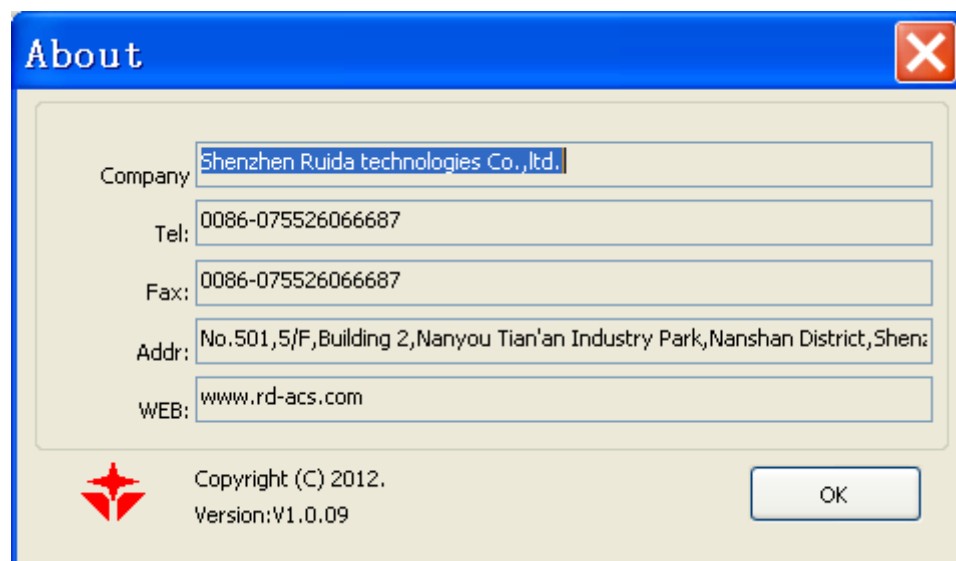 About
Company Shenzhen Ruida technologies Co.,ltd.
Tel: 0086-075526066687
Fax: 0086-075526066687
Addr: No.501,5/F,Building 2,Nanyou Tian'an Industry Park,Nanshan District,Shenz
WEB: www.rd-acs.com
Copyright (C) 2012.
Version:V1.0.09
OK